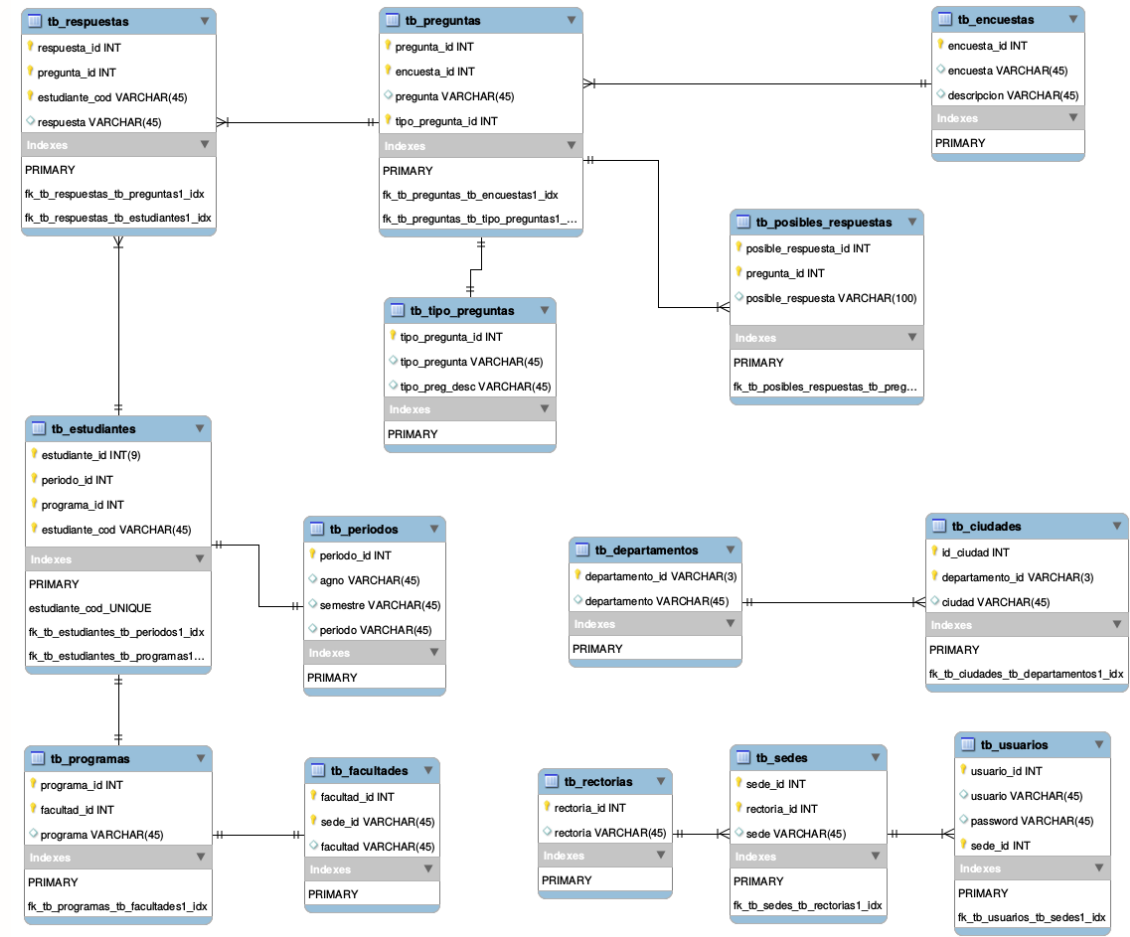 tb_respuestas
respuesta_id INT
pregunta_id INT
estudiante_cod VARCHAR(45)
respuesta VARCHAR(45)
Indexes
PRIMARY
fk_tb_respuestas_tb_preguntas1_idx
fk_tb_respuestas_tb_estudiantes1_idx
tb_preguntas
pregunta_id INT
encuesta_id INT
pregunta VARCHAR(45)
tipo_pregunta_id INT
Indexes
PRIMARY
fk_tb_preguntas_tb_encuestas1_idx
fk_tb_preguntas_tb_tipo_preguntas1_...
tb_encuestas
encuesta_id INT
encuesta VARCHAR(45)
descripcion VARCHAR(45)
Indexes
PRIMARY
tb_posibles_respuestas
posible_respuesta_id INT
pregunta_id INT
posible_respuesta VARCHAR(100)
Indexes
PRIMARY
fk_tb_posibles_respuestas_tb_preg...
tb_tipo_preguntas
tipo_pregunta_id INT
tipo_pregunta VARCHAR(45)
tipo_preg_desc VARCHAR(45)
Indexes
PRIMARY
tb_estudiantes
estudiante_id INT(9)
periodo_id INT
programa_id INT
estudiante_cod VARCHAR(45)
Indexes
PRIMARY
estudiante_cod_UNIQUE
fk_tb_estudiantes_tb_periodos1_idx
fk_tb_estudiantes_tb_programas1...
tb_periodos
periodo_id INT
agno VARCHAR(45)
semestre VARCHAR(45)
periodo VARCHAR(45)
Indexes
PRIMARY
tb_departamentos
departamento_id VARCHAR(3)
departamento VARCHAR(45)
Indexes
PRIMARY
tb_ciudades
id_ciudad INT
departamento_id VARCHAR(3)
ciudad VARCHAR(45)
Indexes
PRIMARY
fk_tb_ciudades_tb_departamentos1_idx
tb_programas
programa_id INT
facultad_id INT
programa VARCHAR(45)
Indexes
PRIMARY
fk_tb_programas_tb_facultades1_idx
tb_facultades
facultad_id INT
sede_id VARCHAR(45)
facultad VARCHAR(45)
Indexes
PRIMARY
tb_rectorias
rectoria_id INT
rectoria VARCHAR(45)
Indexes
PRIMARY
tb_sedes
sede_id INT
rectoria_id INT
sede VARCHAR(45)
Indexes
PRIMARY
fk_tb_sedes_tb_rectorias1_idx
tb_usuarios
usuario_id INT
usuario VARCHAR(45)
password VARCHAR(45)
sede_id INT
Indexes
PRIMARY
fk_tb_usuarios_tb_sedes1_idx